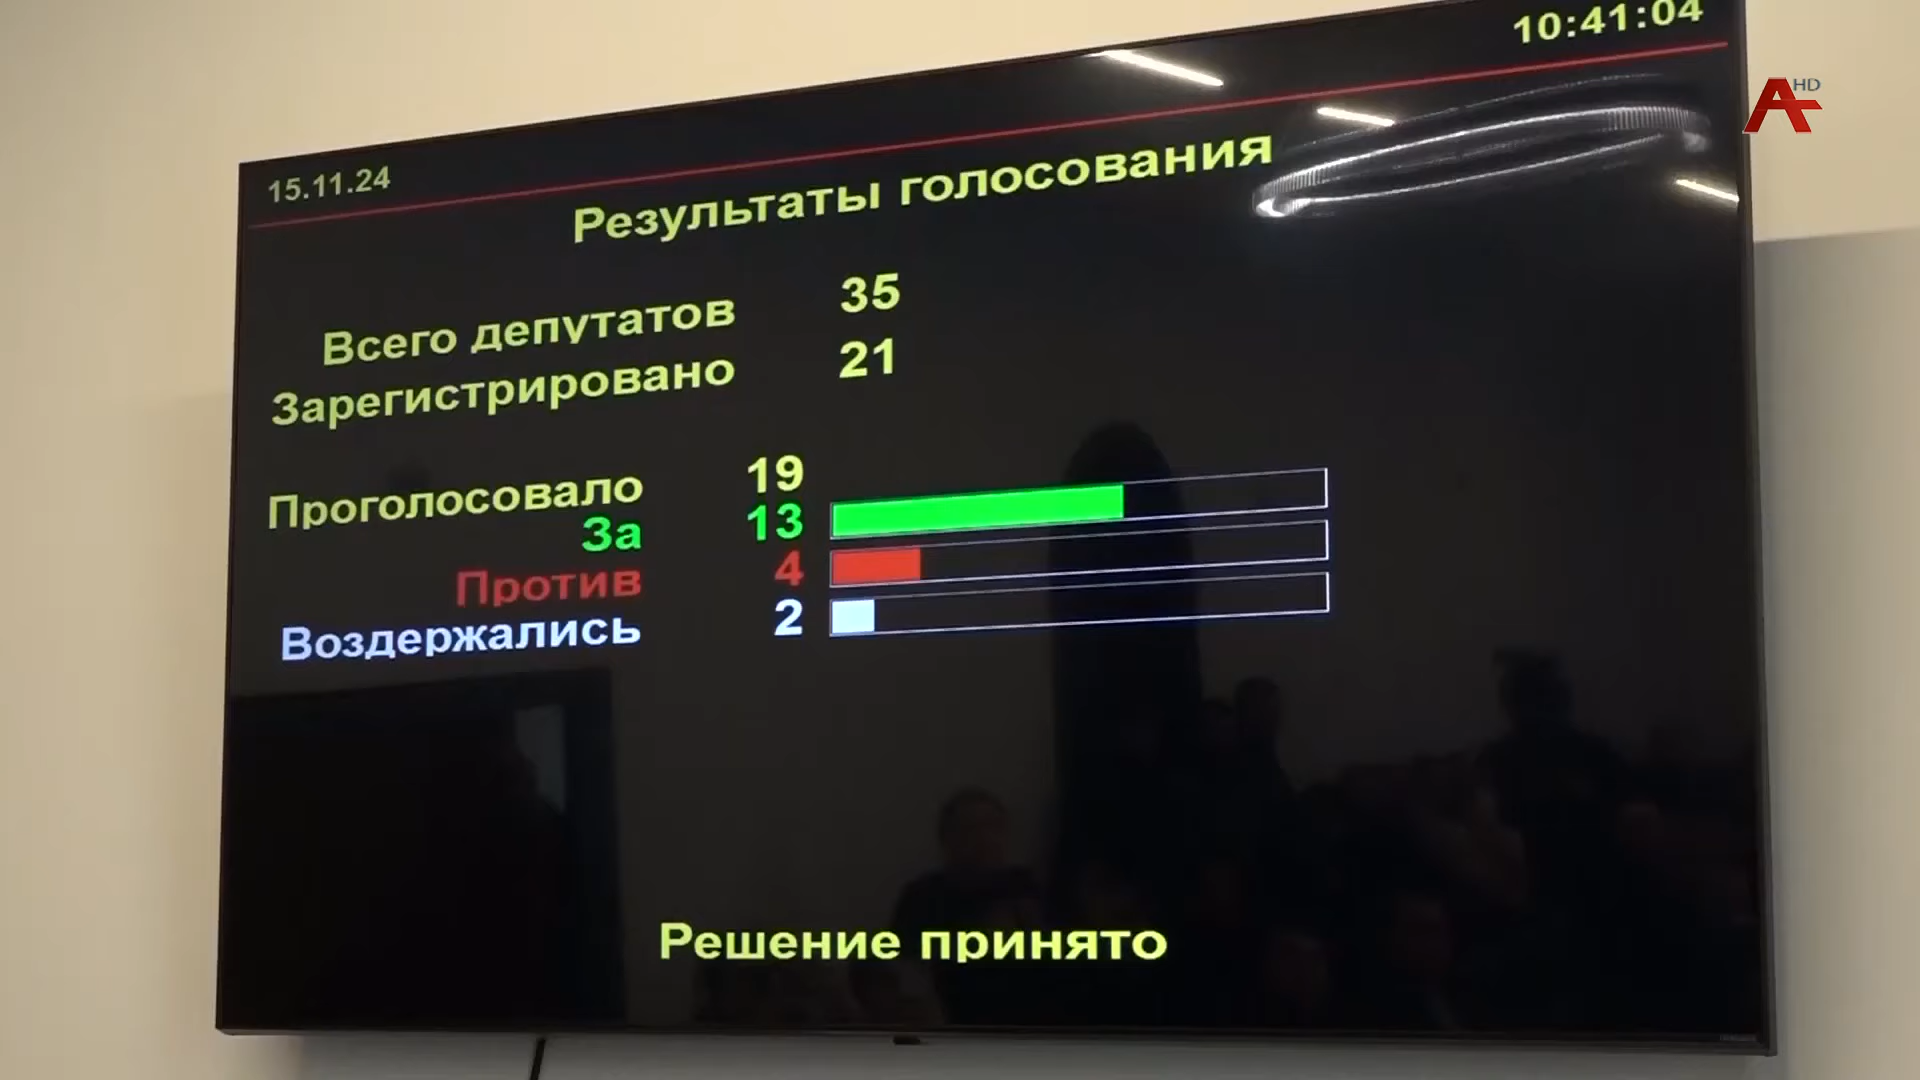 10:41:04
HD
15.11.24
Результаты голосования
Всего депутатов 35
Зарегистрировано 21
Проголосовало 19
За 13
Против 4
Воздержались 2
Решение принято